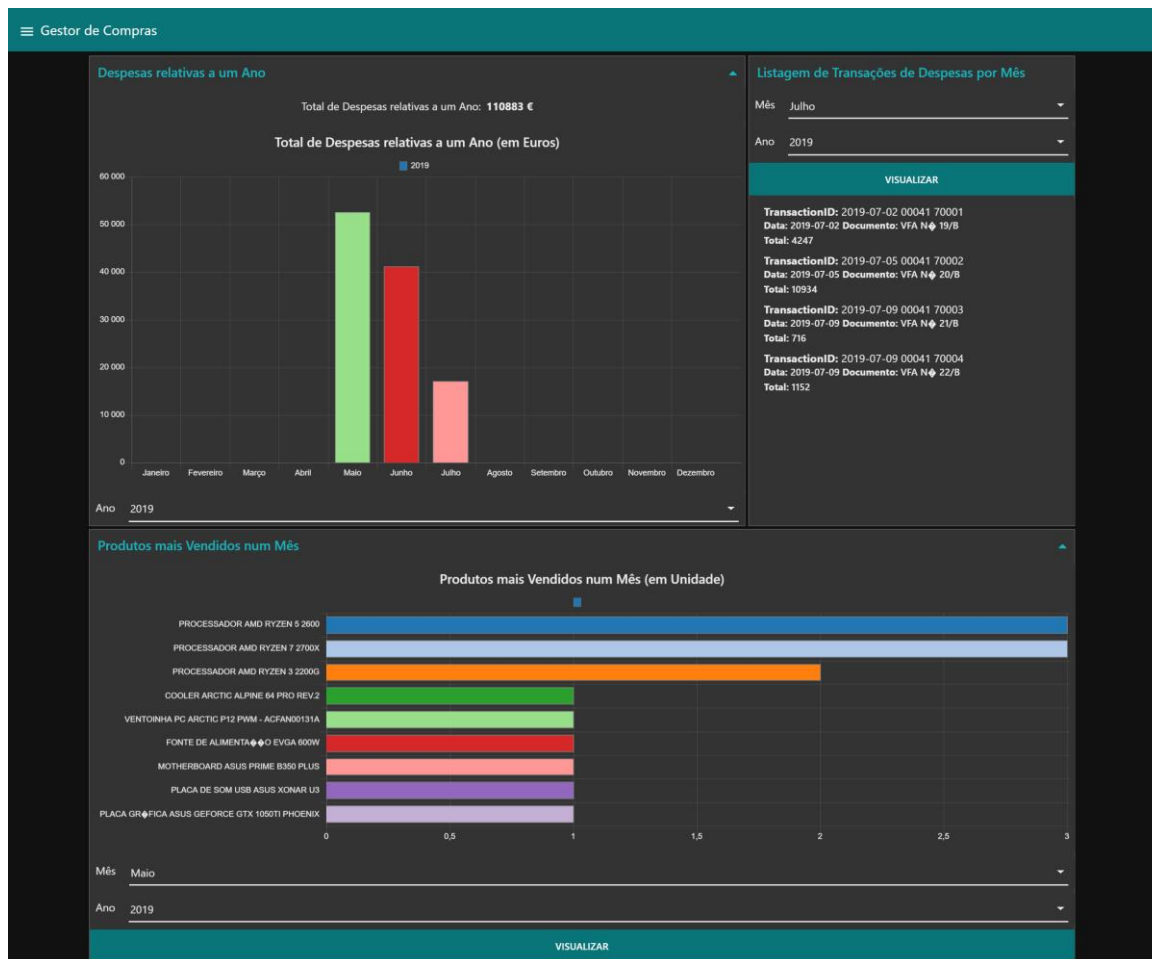 Gestor de Compras
Despesas relativas a um Ano
Total de Despesas relativas a um Ano: 110883 €
Total de Despesas relativas a um Ano (em Euros)
2019
60 000
50 000
40 000
30 000
20 000
10 000
0
Janeiro Fevereiro Março Abril Maio Junho Julho Agosto Setembro Outubro Novembro Dezembro
Ano 2019
Listagem de Transações de Despesas por Mês
Mês Julho
Ano 2019
VISUALIZAR
TransactionID: 2019-07-02 00041 70001
Data: 2019-07-02 Documento: VFA N� 19/B
Total: 4247
TransactionID: 2019-07-05 00041 70002
Data: 2019-07-05 Documento: VFA N� 20/B
Total: 10934
TransactionID: 2019-07-09 00041 70003
Data: 2019-07-09 Documento: VFA N� 21/B
Total: 716
TransactionID: 2019-07-09 00041 70004
Data: 2019-07-09 Documento: VFA N� 22/B
Total: 1152
Produtos mais Vendidos num Mês
Produtos mais Vendidos num Mês (em Unidade)
PROCESSADOR AMD RYZEN 5 2600
PROCESSADOR AMD RYZEN 7 2700X
PROCESSADOR AMD RYZEN 3 2200G
COOLER ARCTIC ALPINE 64 PRO REV.2
VENTOINHA PC ARCTIC P12 PWM - ACFAN00131A
FONTE DE ALIMENTA��O EVGA 600W
MOTHERBOARD ASUS PRIME B350 PLUS
PLACA DE SOM USB ASUS XONAR U3
PLACA GR�FICA ASUS GEFORCE GTX 1050TI PHOENIX
0 0,5 1 1,5 2 2,5 3
Mês Maio
Ano 2019
VISUALIZAR